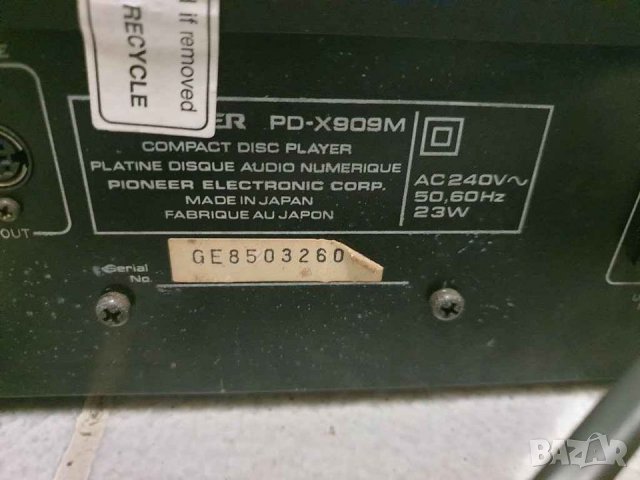 d if removed
RECYCLE
ER PD-X909M
COMPACT DISC PLAYER
PLATINE DISQUE AUDIO NUMERIQUE
PIONEER ELECTRONIC CORP.
MADE IN JAPAN
FABRIQUE AU JAPON
AC 240V~
50,60Hz
23W
OUT
Serial
No.
GE8503260
BAZAR